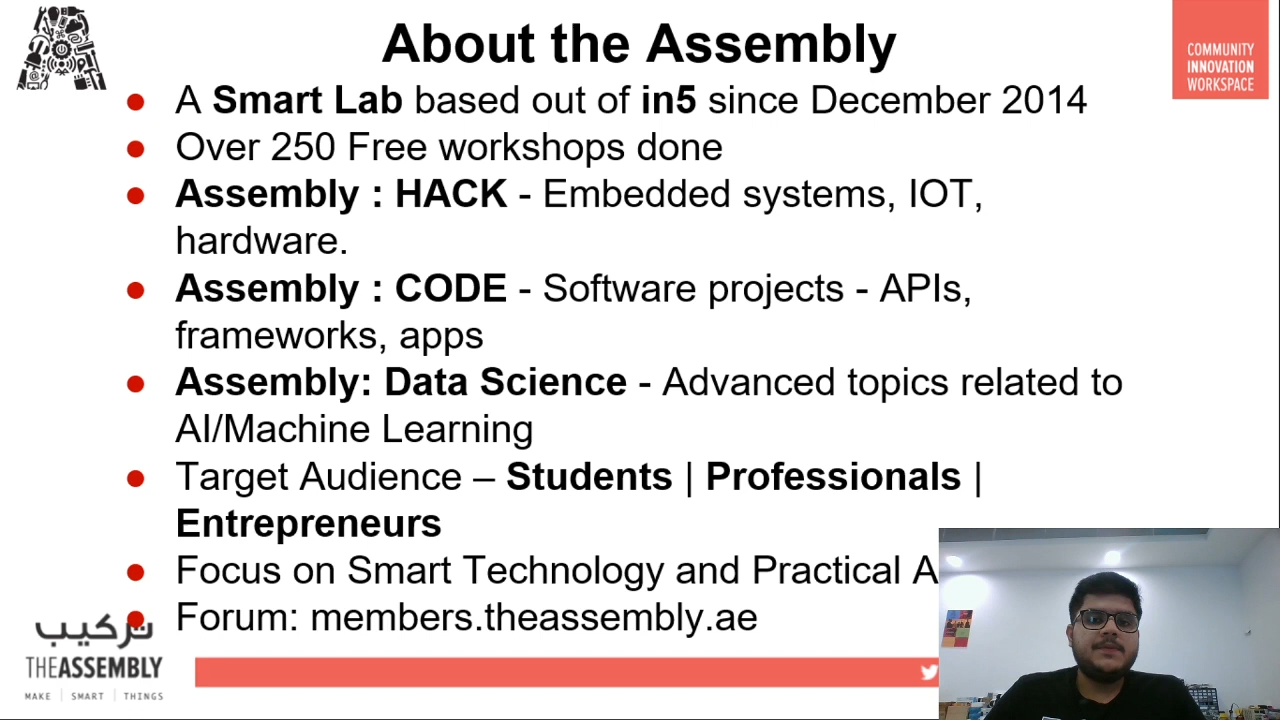 About the Assembly
COMMUNITY
INNOVATION
WORKSPACE
● A Smart Lab based out of in5 since December 2014
● Over 250 Free workshops done
● Assembly : HACK - Embedded systems, IOT,
hardware.
● Assembly : CODE - Software projects - APIs,
frameworks, apps
● Assembly: Data Science - Advanced topics related to
AI/Machine Learning
● Target Audience – Students | Professionals |
Entrepreneurs
● Focus on Smart Technology and Practical A
● Forum: members.theassembly.ae
تركيب
THEASSEMBLY
MAKE | SMART | THINGS